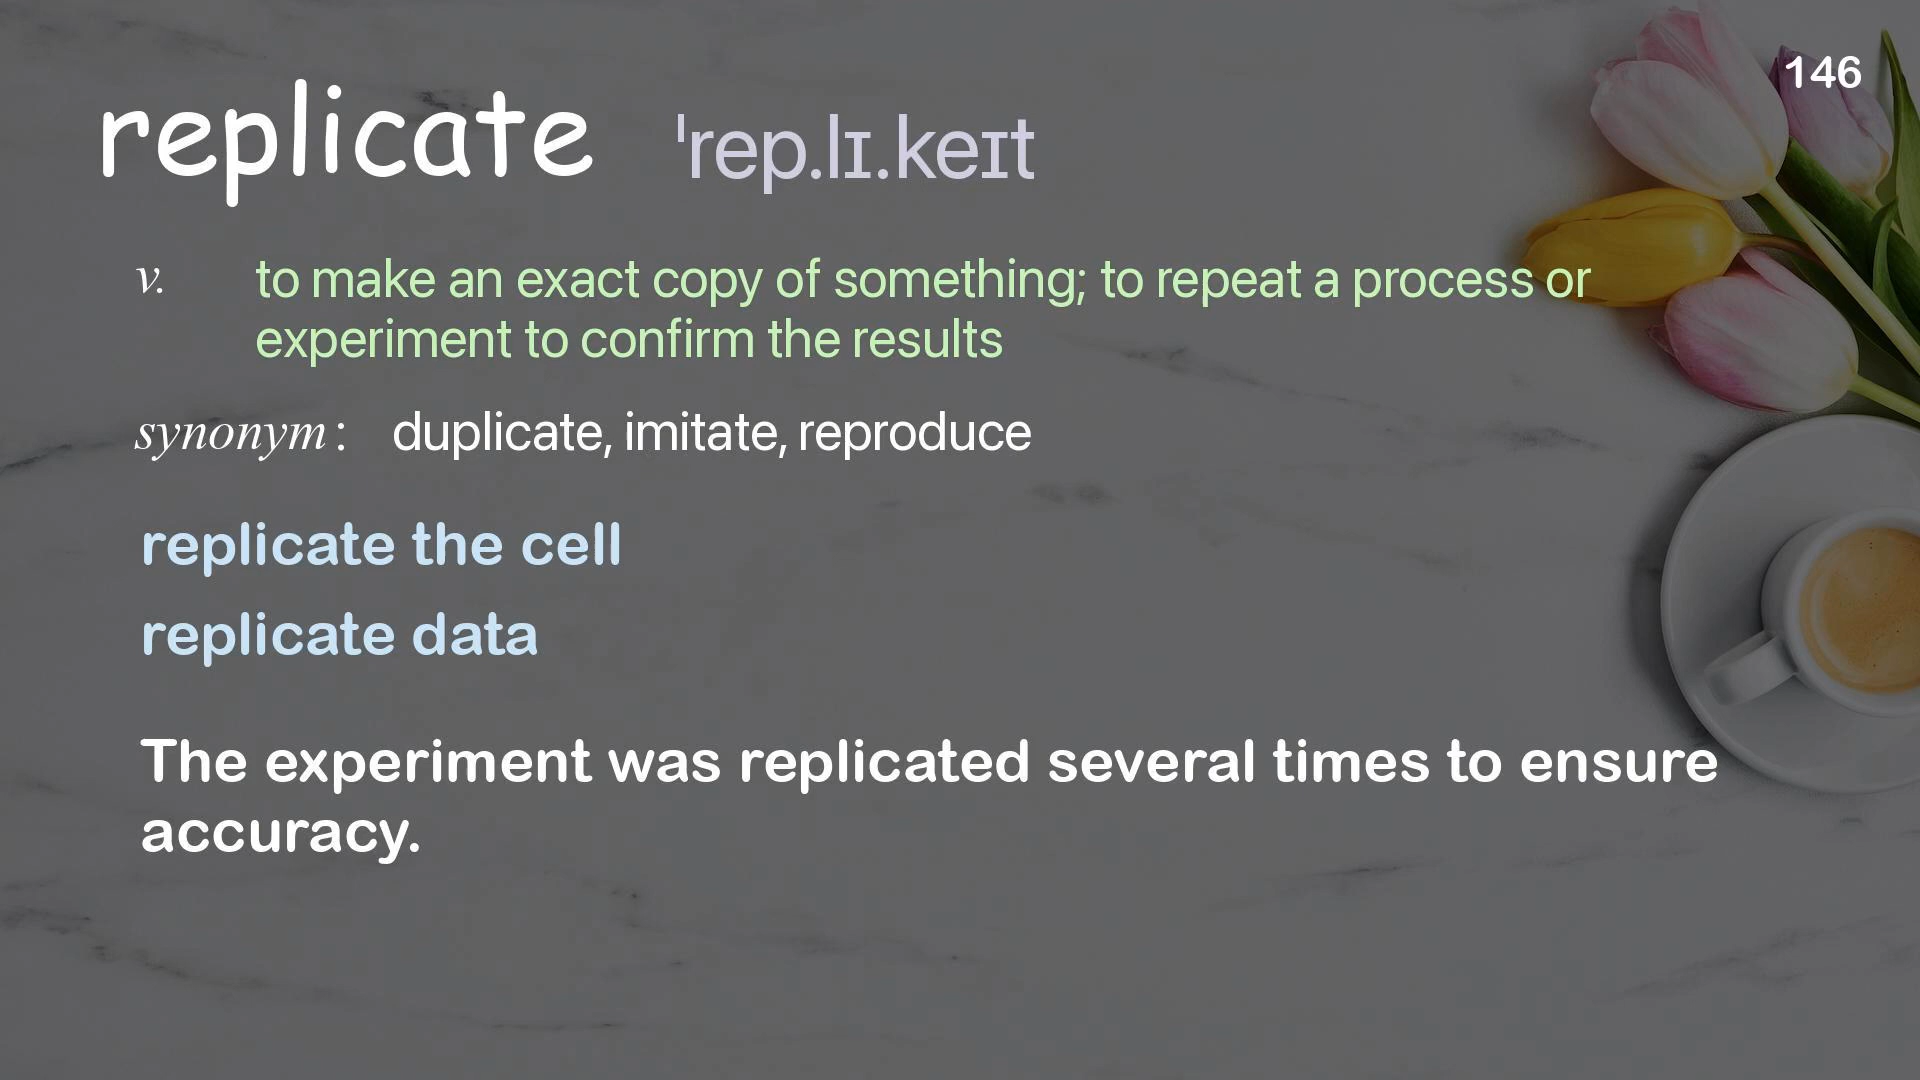 146
replicate ˈrep.lɪ.keɪt
v. to make an exact copy of something; to repeat a process or
experiment to confirm the results
synonym: duplicate, imitate, reproduce
replicate the cell
replicate data
The experiment was replicated several times to ensure
accuracy.